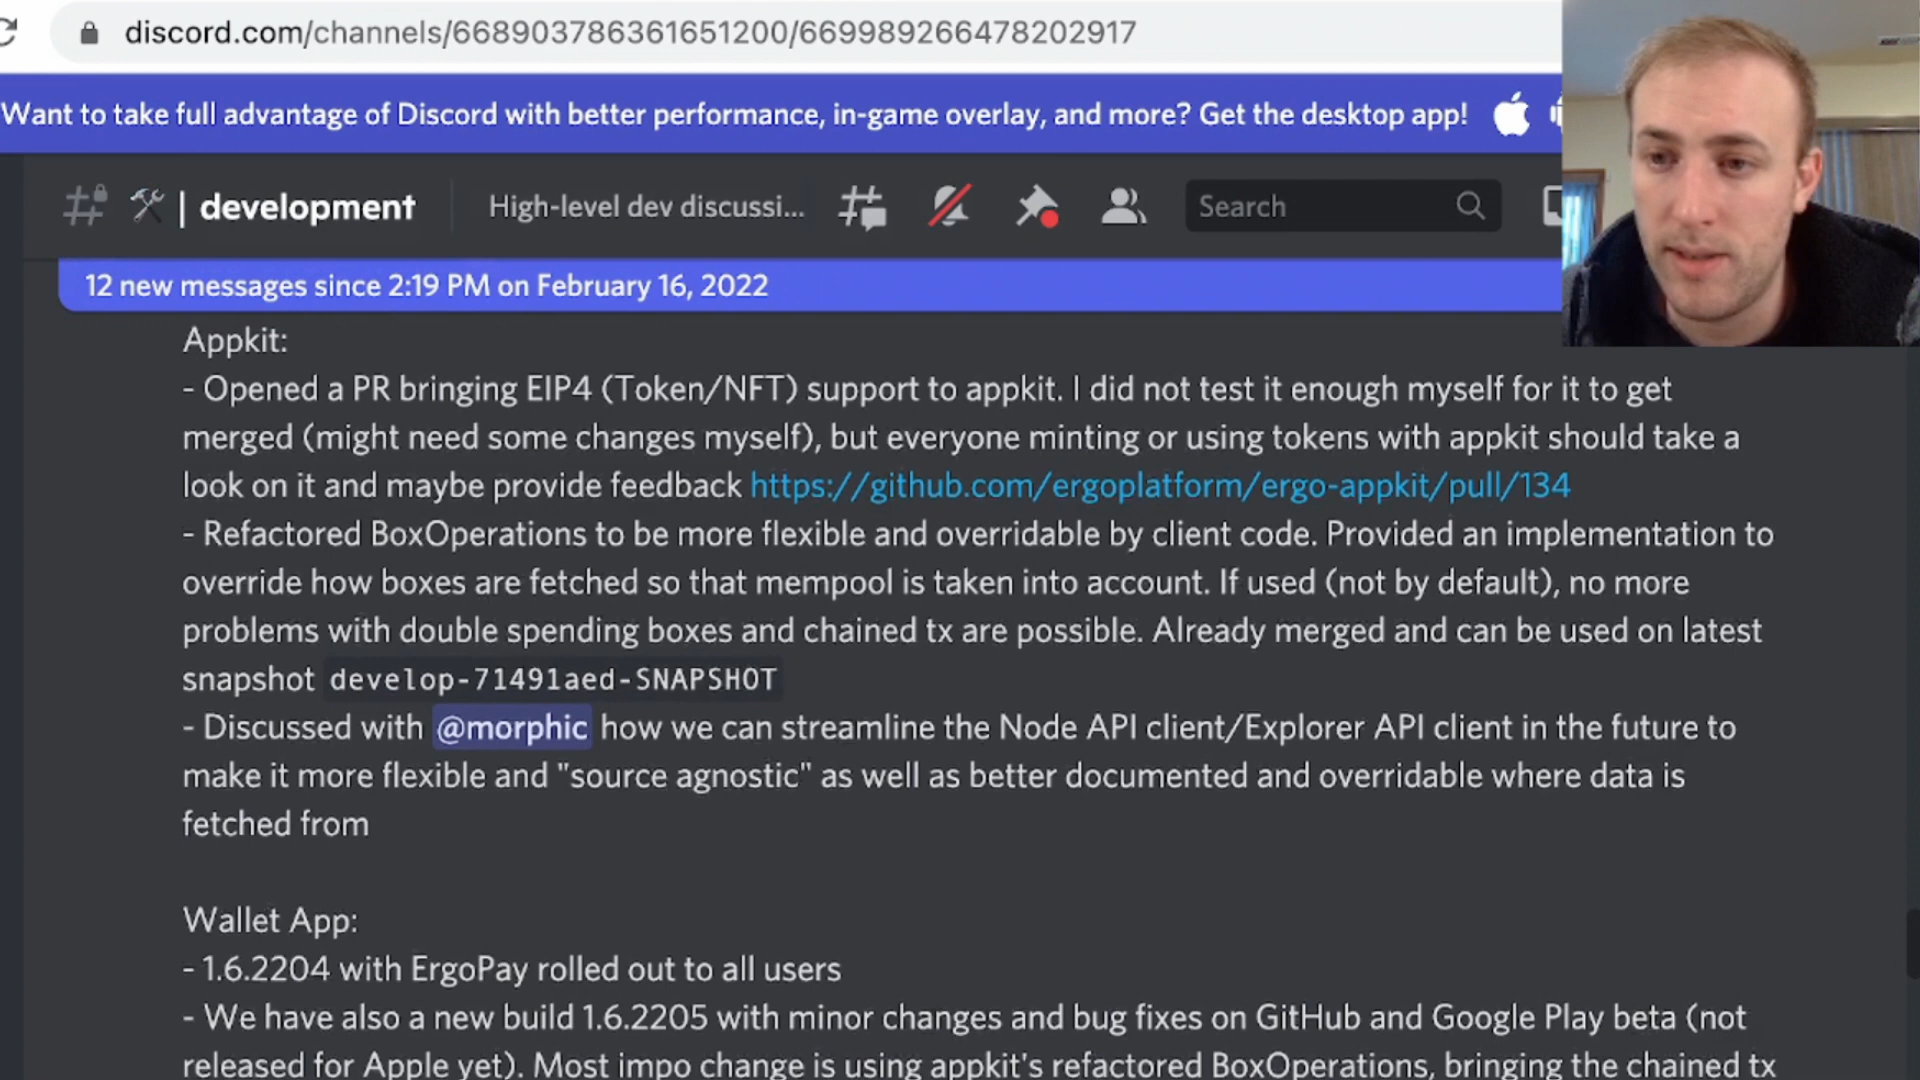 discord.com/channels/668903786361651200/669989266478202917
Want to take full advantage of Discord with better performance, in-game overlay, and more? Get the desktop app!
| development High-level dev discussi... Search
12 new messages since 2:19 PM on February 16, 2022
Appkit:
- Opened a PR bringing EIP4 (Token/NFT) support to appkit. I did not test it enough myself for it to get
merged (might need some changes myself), but everyone minting or using tokens with appkit should take a
look on it and maybe provide feedback https://github.com/ergoplatform/ergo-appkit/pull/134
- Refactored BoxOperations to be more flexible and overridable by client code. Provided an implementation to
override how boxes are fetched so that mempool is taken into account. If used (not by default), no more
problems with double spending boxes and chained tx are possible. Already merged and can be used on latest
snapshot develop-71491aed-SNAPSHOT
- Discussed with @morphic how we can streamline the Node API client/Explorer API client in the future to
make it more flexible and "source agnostic" as well as better documented and overridable where data is
fetched from
Wallet App:
- 1.6.2204 with ErgoPay rolled out to all users
- We have also a new build 1.6.2205 with minor changes and bug fixes on GitHub and Google Play beta (not
released for Apple yet). Most impo change is using appkit's refactored BoxOperations, bringing the chained tx